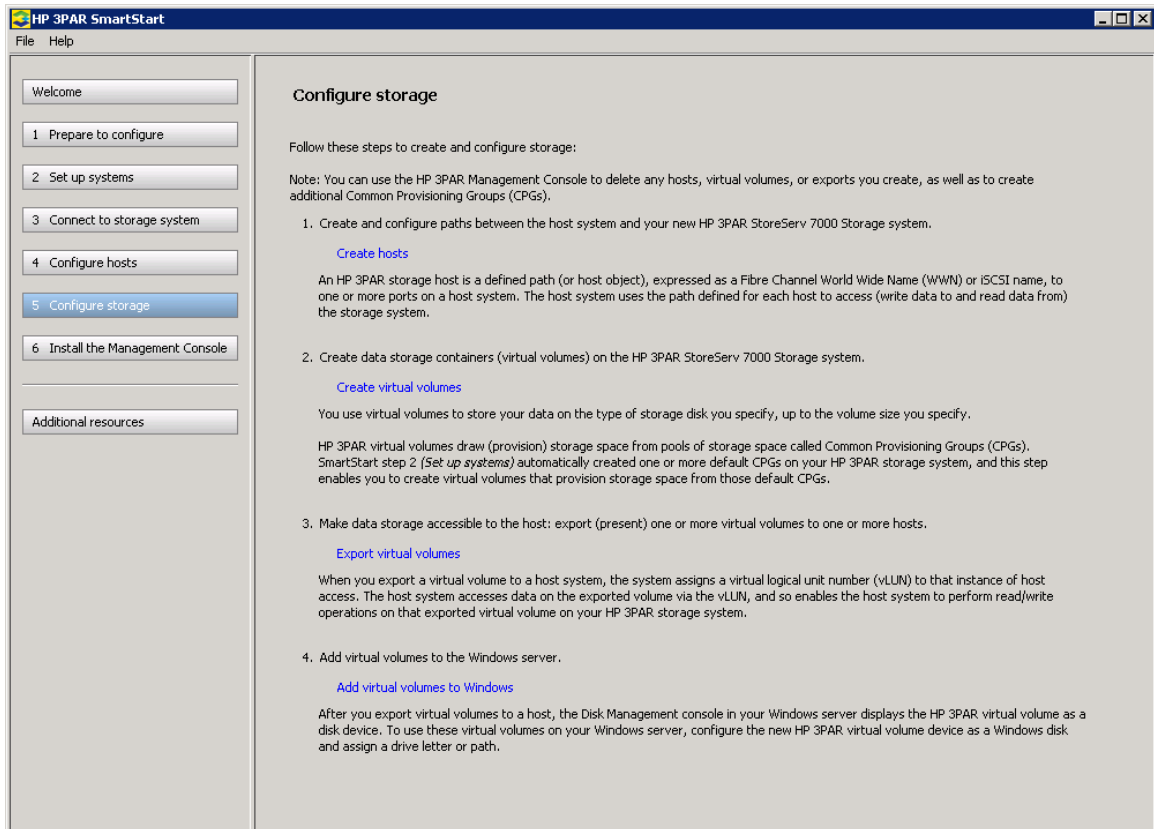 HP 3PAR SmartStart
File Help
Welcome
1 Prepare to configure
2 Set up systems
3 Connect to storage system
4 Configure hosts
5 Configure storage
6 Install the Management Console
Additional resources
Configure storage
Follow these steps to create and configure storage:
Note: You can use the HP 3PAR Management Console to delete any hosts, virtual volumes, or exports you create, as well as to create
additional Common Provisioning Groups (CPGs).
1. Create and configure paths between the host system and your new HP 3PAR StoreServ 7000 Storage system.
Create hosts
An HP 3PAR storage host is a defined path (or host object), expressed as a Fibre Channel World Wide Name (WWN) or iSCSI name, to
one or more ports on a host system. The host system uses the path defined for each host to access (write data to and read data from)
the storage system.
2. Create data storage containers (virtual volumes) on the HP 3PAR StoreServ 7000 Storage system.
Create virtual volumes
You use virtual volumes to store your data on the type of storage disk you specify, up to the volume size you specify.
HP 3PAR virtual volumes draw (provision) storage space from pools of storage space called Common Provisioning Groups (CPGs).
SmartStart step 2 (Set up systems) automatically created one or more default CPGs on your HP 3PAR storage system, and this step
enables you to create virtual volumes that provision storage space from those default CPGs.
3. Make data storage accessible to the host: export (present) one or more virtual volumes to one or more hosts.
Export virtual volumes
When you export a virtual volume to a host system, the system assigns a virtual logical unit number (vLUN) to that instance of host
access. The host system accesses data on the exported volume via the vLUN, and so enables the host system to perform read/write
operations on that exported virtual volume on your HP 3PAR storage system.
4. Add virtual volumes to the Windows server.
Add virtual volumes to Windows
After you export virtual volumes to a host, the Disk Management console in your Windows server displays the HP 3PAR virtual volume as a
disk device. To use these virtual volumes on your Windows server, configure the new HP 3PAR virtual volume device as a Windows disk
and assign a drive letter or path.